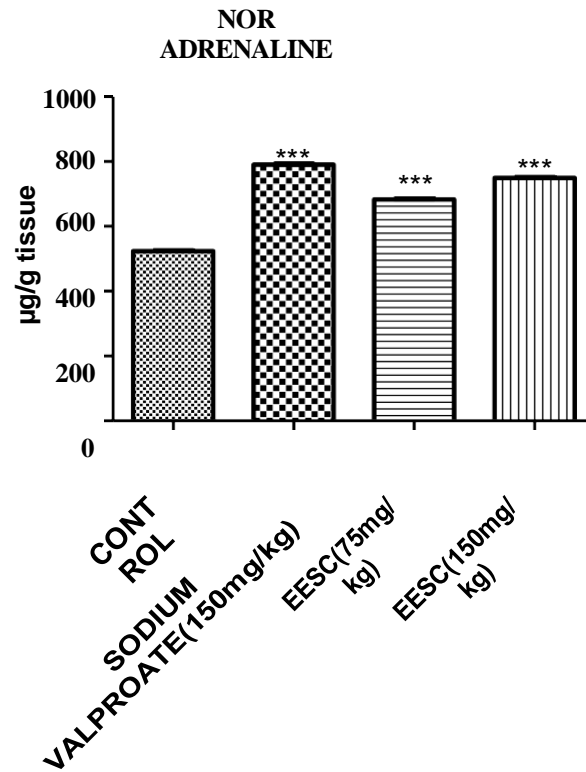 NOR
ADRENALINE
1000
800
600
400
200
0
µg/g tissue
***
***
***
CONT
ROL
SODIUM
VALPROATE(150mg/kg)
EESC(75mg/
kg)
EESC(150mg/
kg)